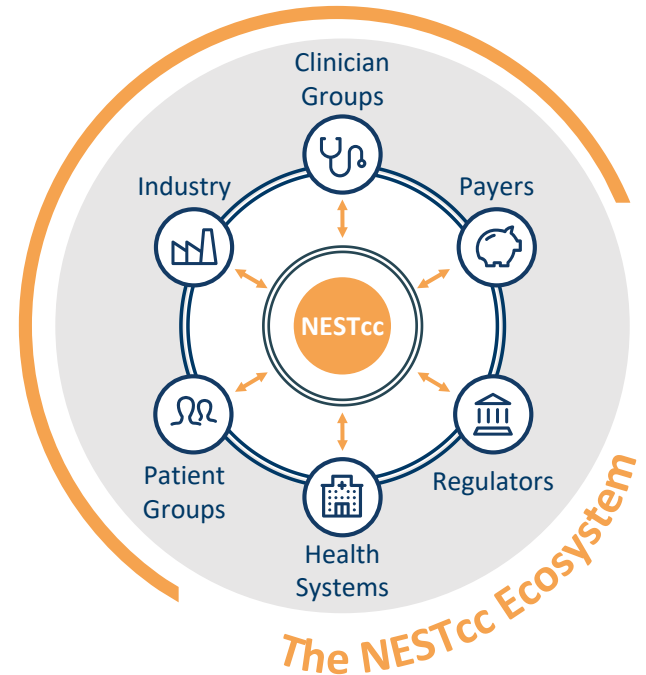 Clinician
Groups
Industry
Payers
NESTcc
Patient
Groups
Regulators
Health
Systems
The NESTcc Ecosystem